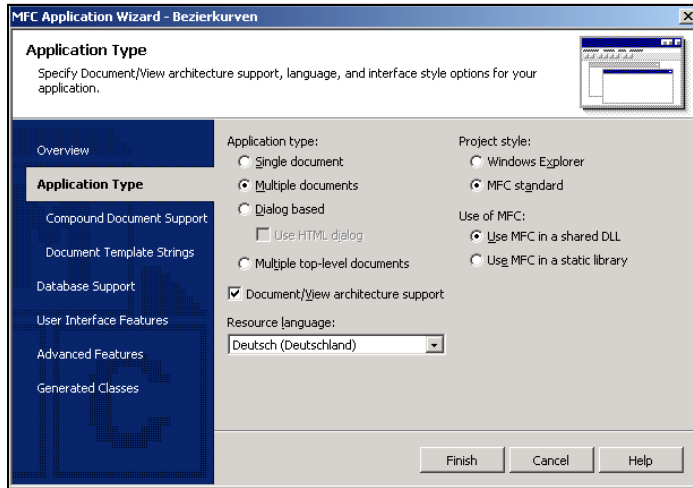 MFC Application Wizard - Bezierkurven
Application Type
Specify Document/View architecture support, language, and interface style options for your
application.
Overview
Application Type
Compound Document Support
Document Template Strings
Database Support
User Interface Features
Advanced Features
Generated Classes
Application type:
Single document
Multiple documents
Dialog based
Use HTML dialog
Multiple top-level documents
Document/View architecture support
Resource language:
Deutsch (Deutschland)
Project style:
Windows Explorer
MFC standard
Use of MFC:
Use MFC in a shared DLL
Use MFC in a static library
Finish
Cancel
Help